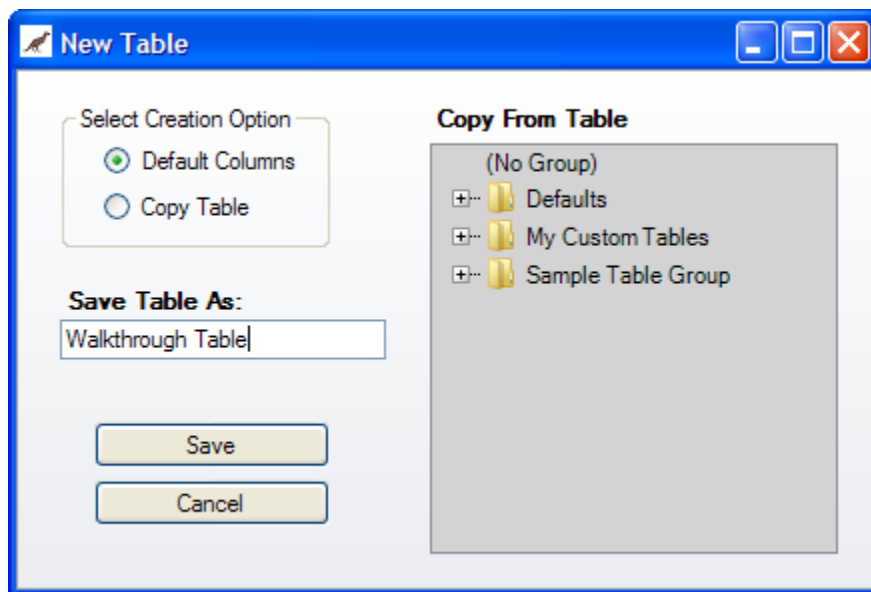 New Table
Select Creation Option
Default Columns
Copy Table
Save Table As:
Walkthrough Table
Save
Cancel
Copy From Table
(No Group)
Defaults
My Custom Tables
Sample Table Group